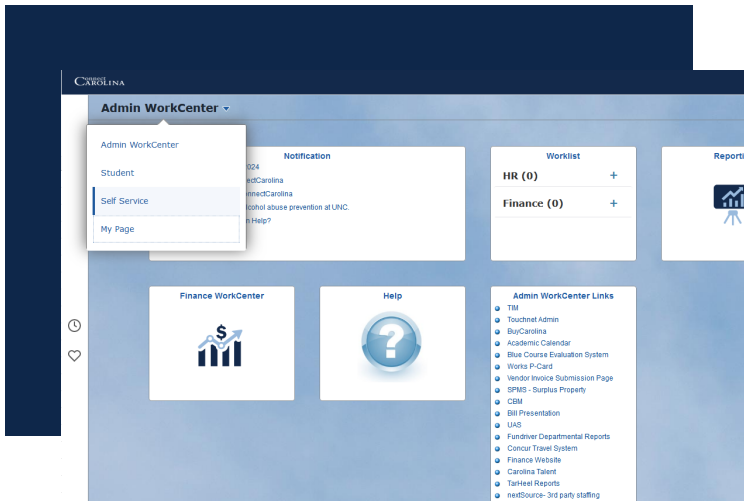 Connect
CAROLINA
Admin WorkCenter
Admin WorkCenter
Student
Self Service
My Page
Notification
2024
ectCarolina
nnectCarolina
lcohol abuse prevention at UNC.
n Help?
Worklist
HR (0) +
Finance (0) +
Reporti
Finance WorkCenter
$
Help
?
Admin WorkCenter Links
TIM
Touchnet Admin
BuyCarolina
Academic Calendar
Blue Course Evaluation System
Works P-Card
Vendor Invoice Submission Page
SPMS - Surplus Property
CBM
Bill Presentation
UAS
Fundriver Departmental Reports
Concur Travel System
Finance Website
Carolina Talent
TarHeel Reports
nextSource- 3rd party staffing